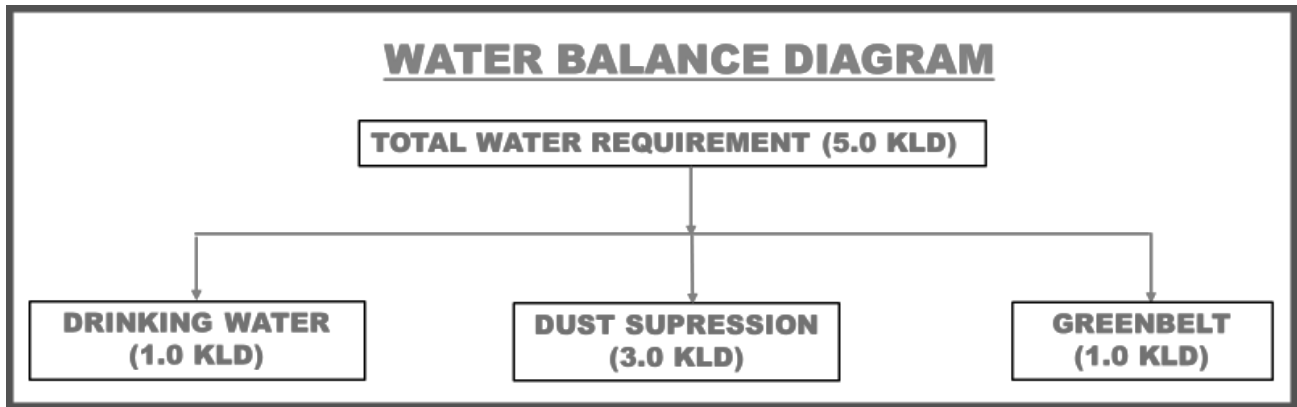 WATER BALANCE DIAGRAM
TOTAL WATER REQUIREMENT (5.0 KLD)
DRINKING WATER
(1.0 KLD)
DUST SUPRESSION
(3.0 KLD)
GREENBELT
(1.0 KLD)